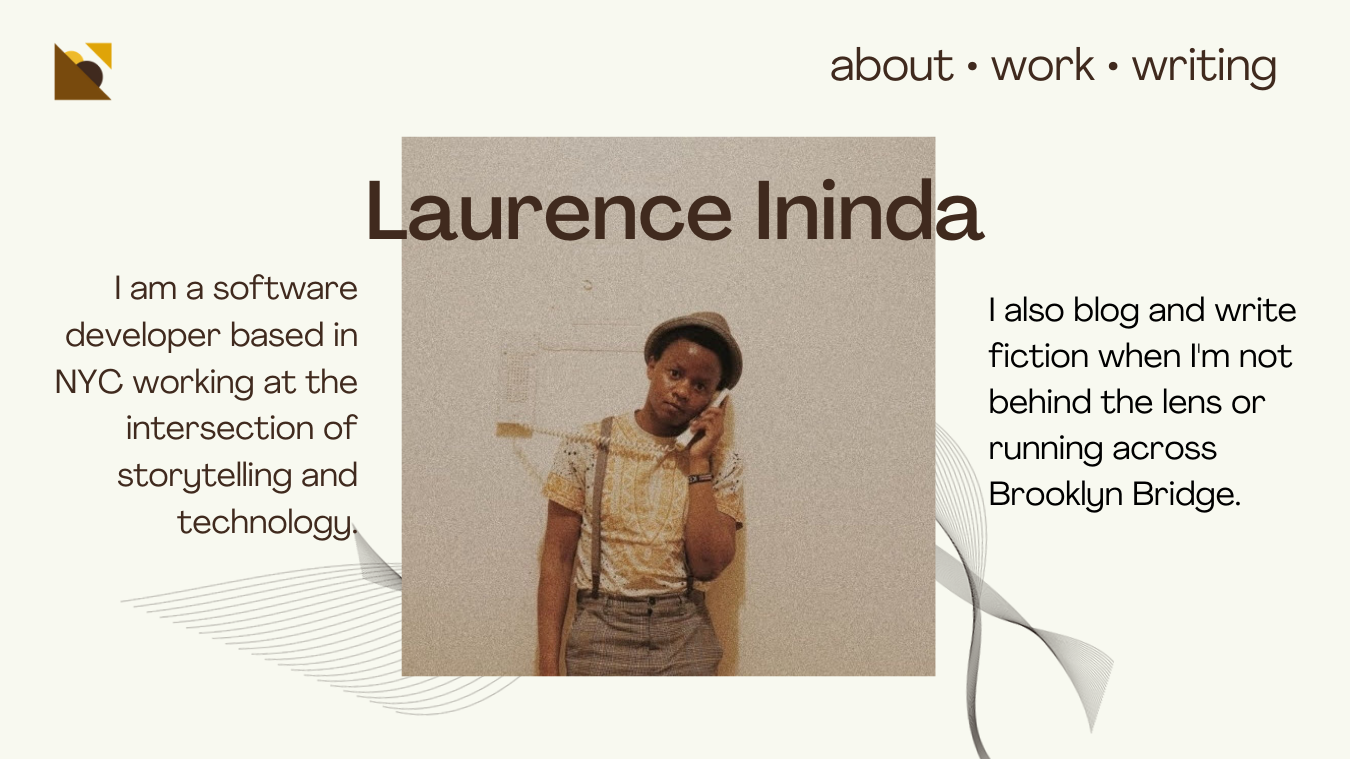 about • work • writing
Laurence Ininda
I am a software
developer based in
NYC working at the
intersection of
storytelling and
technology.
I also blog and write
fiction when I'm not
behind the lens or
running across
Brooklyn Bridge.